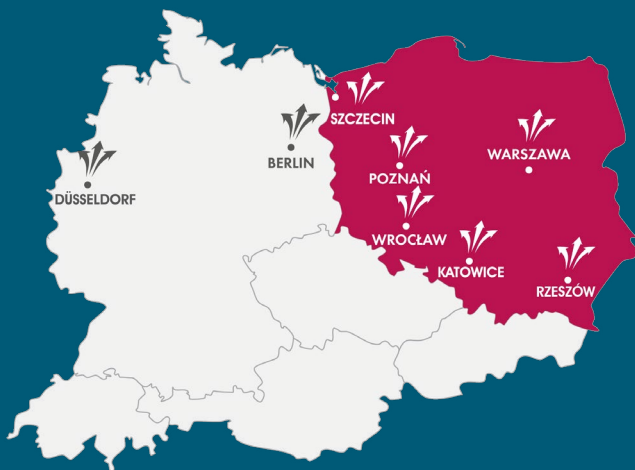 SZCZECIN
BERLIN
WARSZAWA
POZNAŃ
DÜSSELDORF
WROCŁAW
KATOWICE
RZESZÓW